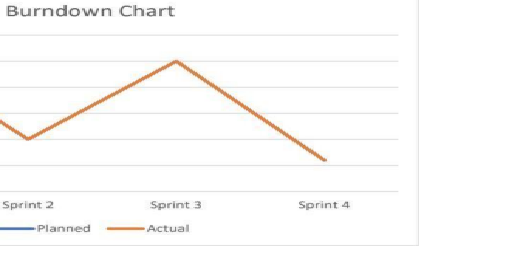 Burndown Chart
Sprint 2 Sprint 3 Sprint 4
Planned Actual